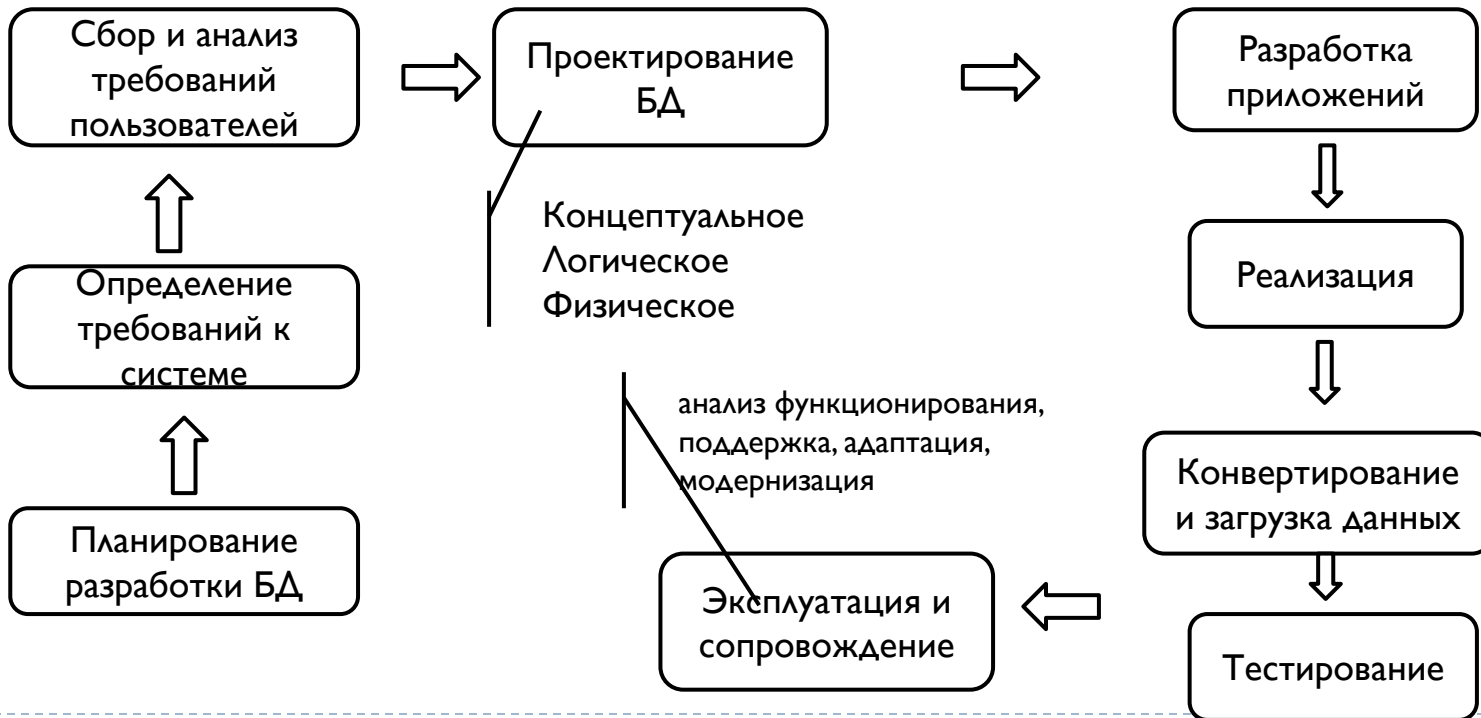 Сбор и анализ
требований
пользователей
Проектирование
БД
Разработка
приложений
Концептуальное
Логическое
Физическое
Реализация
Определение
требований к
системе
анализ функционирования,
поддержка, адаптация,
модернизация
Конвертирование
и загрузка данных
Планирование
разработки БД
Эксплуатация и
сопровождение
Тестирование